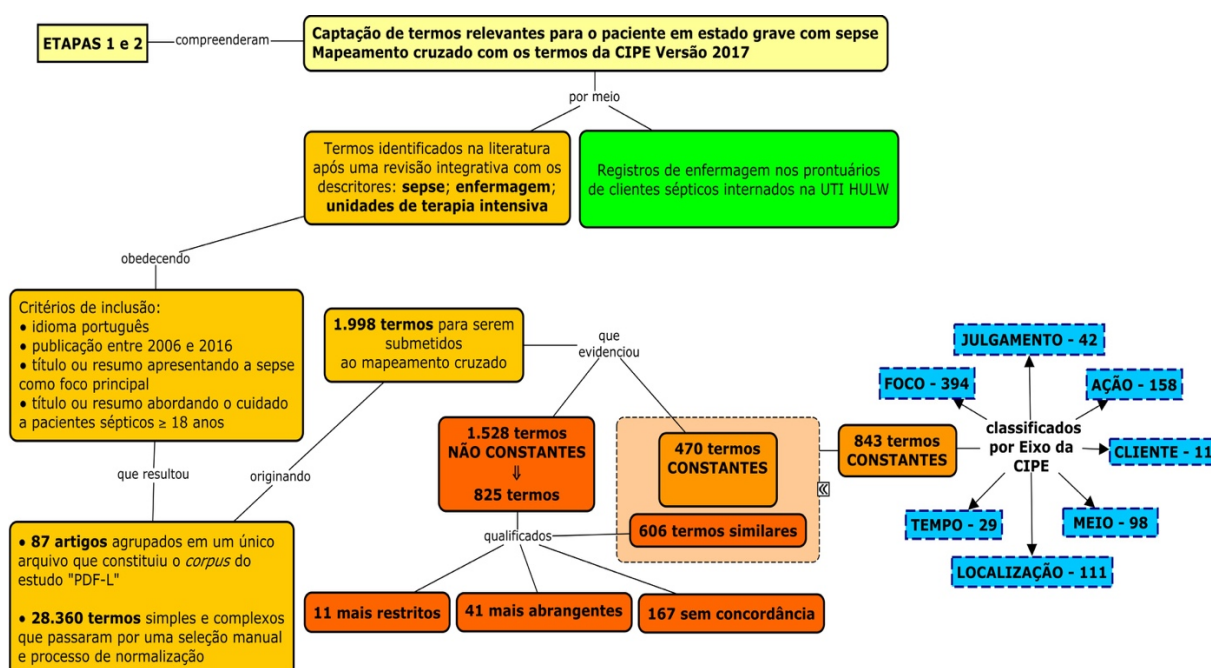 ETAPAS 1 e 2
compreenderam
Captação de termos relevantes para o paciente em estado grave com sepse
Mapeamento cruzado com os termos da CIPE Versão 2017
por meio
Termos identificados na literatura
após uma revisão integrativa com os
descritores: sepse; enfermagem;
unidades de terapia intensiva
Registros de enfermagem nos prontuários
de clientes sépticos internados na UTI HULW
obedecendo
Critérios de inclusão:
• idioma português
• publicação entre 2006 e 2016
• título ou resumo apresentando a sepse
como foco principal
• título ou resumo abordando o cuidado
a pacientes sépticos ≥ 18 anos
que resultou
• 87 artigos agrupados em um único
arquivo que constituiu o corpus do
estudo "PDF-L"
• 28.360 termos simples e complexos
que passaram por uma seleção manual
e processo de normalização
originando
1.998 termos para serem
submetidos
ao mapeamento cruzado
que
evidenciou
1.528 termos
NÃO CONSTANTES
⇓
825 termos
470 termos
CONSTANTES
606 termos similares
qualificados
11 mais restritos
41 mais abrangentes
167 sem concordância
843 termos
CONSTANTES
classificados
por Eixo da
CIPE
JULGAMENTO - 42
FOCO - 394
AÇÃO - 158
CLIENTE - 11
TEMPO - 29
MEIO - 98
LOCALIZAÇÃO - 111